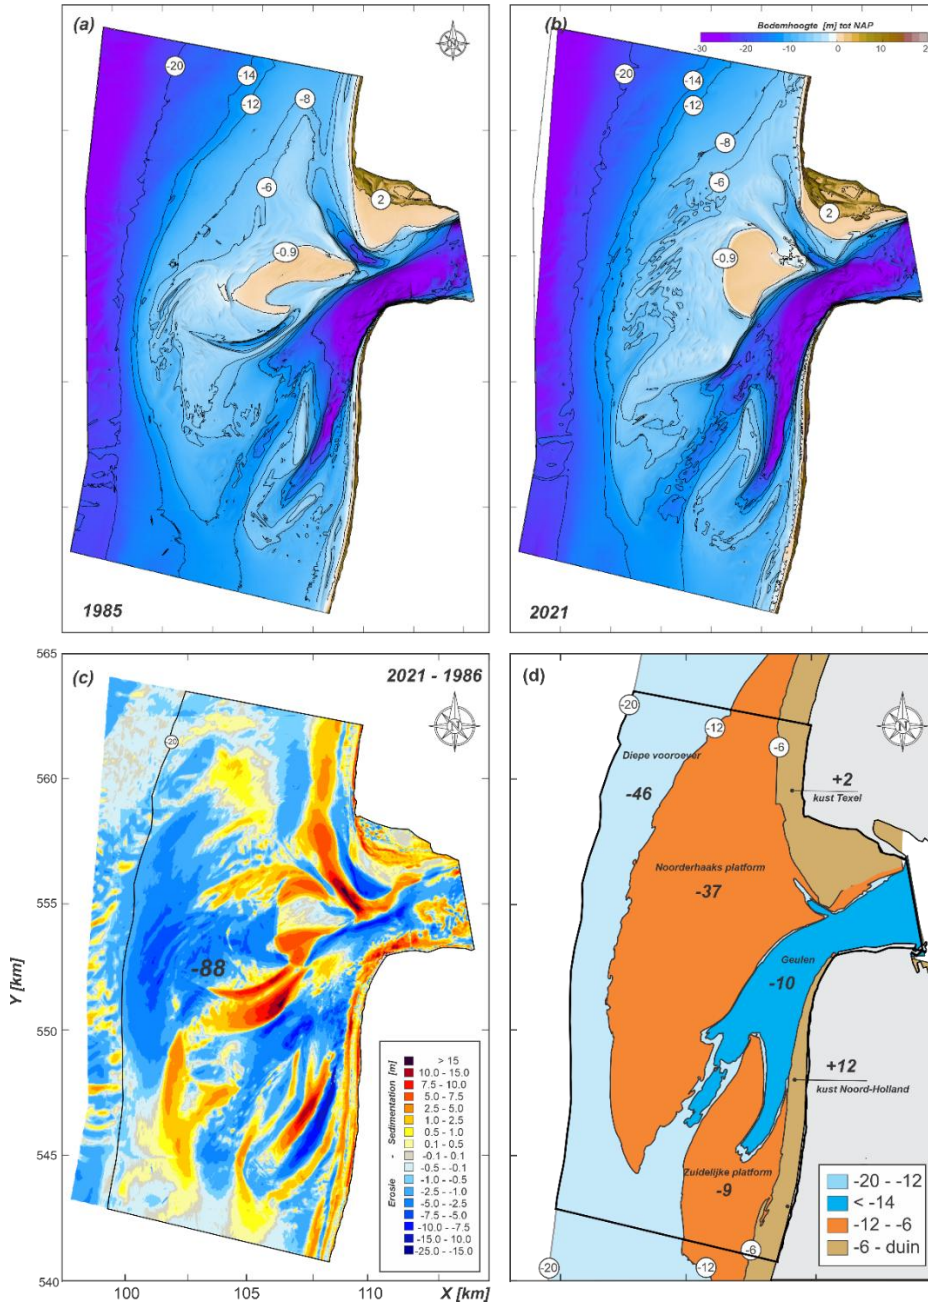 (a)
-20
-14
-12
-8
-6
-0.9
2
N
1985
(b)
Bodemhoogte [m] tot NAP
-30 -20 -10 0 10 2
-20
-14
-12
-8
-6
-0.9
2
2021
565
560
555
550
545
540
Y [km]
100 105 110 X [km]
(c)
2021 - 1986
N
-20
-88
Erosie - Sedimentation [m]
> 15
10.0 - 15.0
7.5 - 10.0
5.0 - 7.5
2.5 - 5.0
1.0 - 2.5
0.5 - 1.0
0.1 - 0.5
-0.1 - 0.1
-0.5 - 0.1
-1.0 - -0.5
-2.5 - -1.0
-5.0 - -2.5
-7.5 - -5.0
-10.0 - -7.5
-15.0 - 10.0
-25.0 - -15.0
(d)
N
-20
-12
-6
Diepe vooroever
-46
+2
kust Texel
Noorderhaaks platform
-37
Geulen
-10
+12
kust Noord-Holland
Zuidelijke platform
-9
-6
-12
-20
-20 - -12
< -14
-12 - -6
-6 - duin